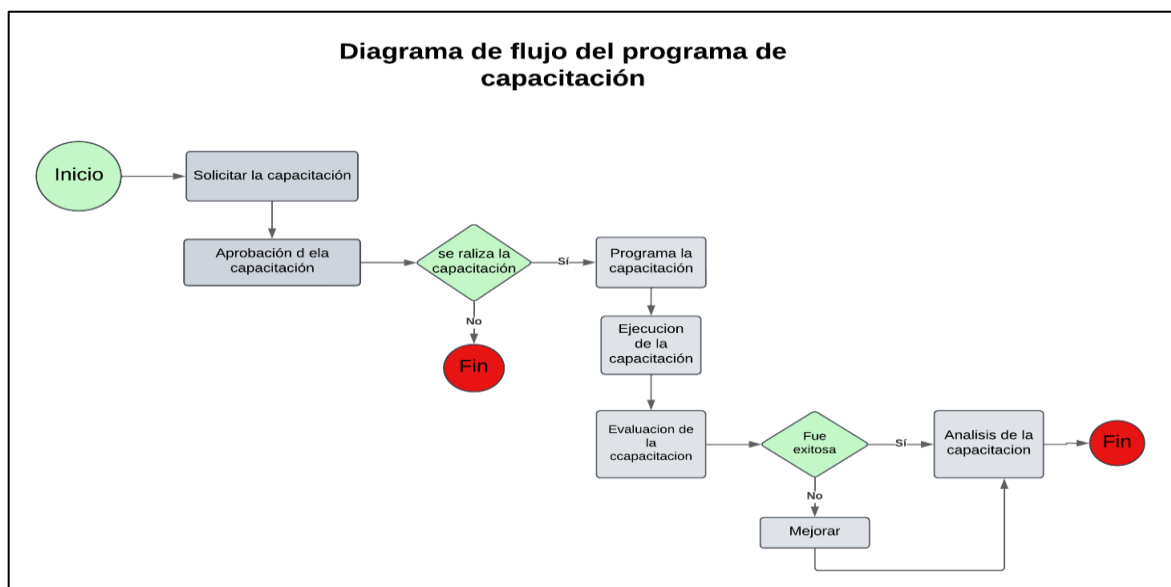 Diagrama de flujo del programa de
capacitación
Inicio
Solicitar la capacitación
Aprobación d ela
capacitación
se raliza la
capacitación
Sí
No
Fin
Programa la
capacitación
Ejecucion
de la
capacitación
Evaluacion de
la
ccapacitacion
Fue
exitosa
Sí
No
Mejorar
Analisis de la
capacitacion
Fin